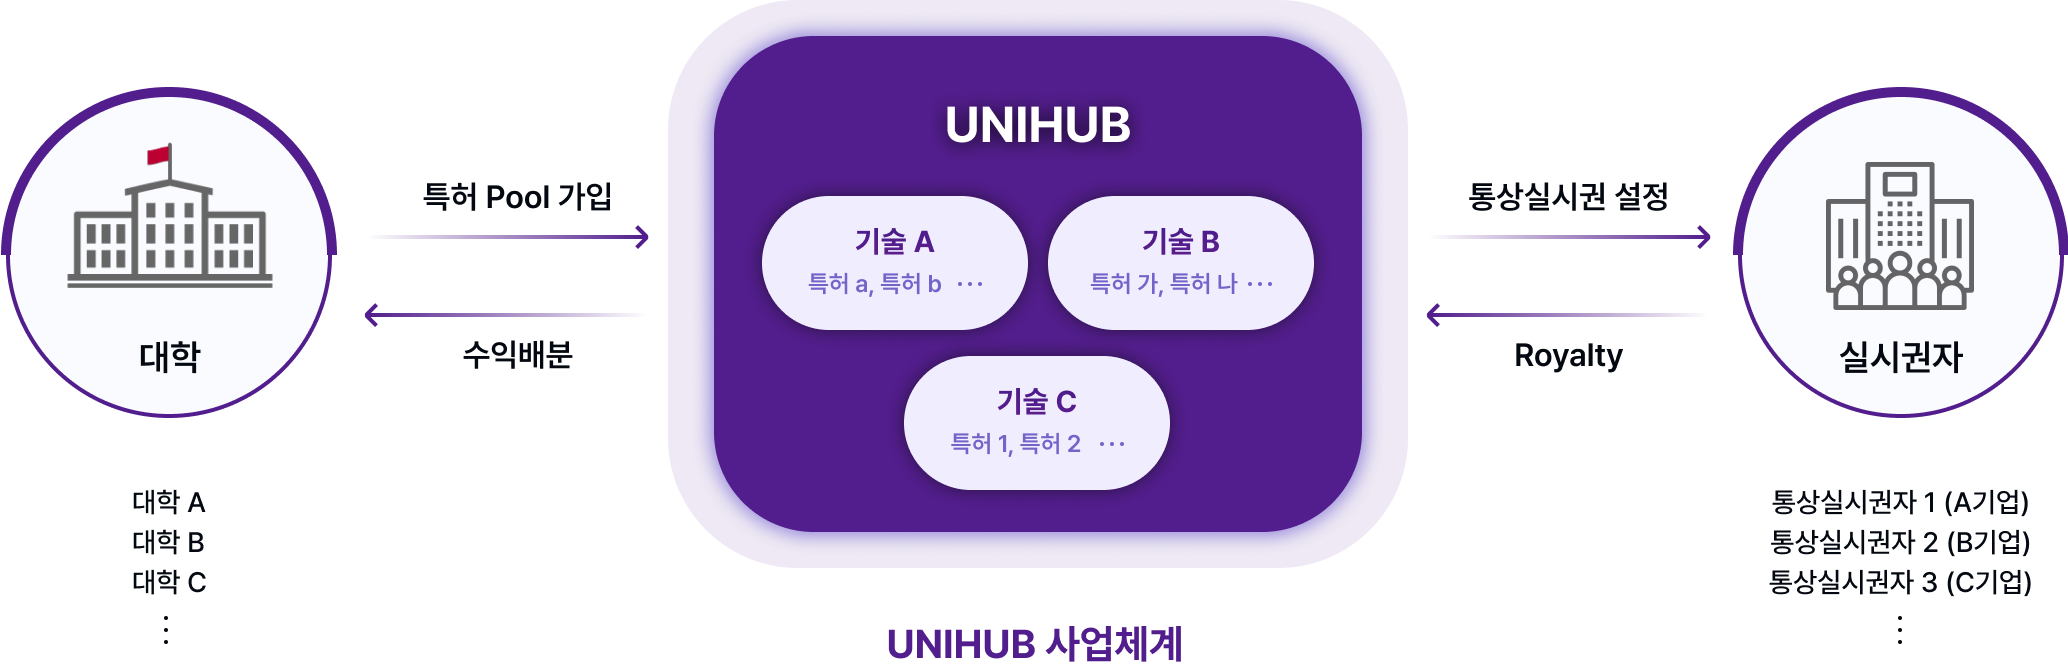 대학
대학 A
대학 B
대학 C
특허 Pool 가입
수익배분
UNIHUB
기술 A
특허 a, 특허 b ···
기술 B
특허 가, 특허 나 ···
기술 C
특허 1, 특허 2 ···
UNIHUB 사업체계
통상실시권 설정
Royalty
실시권자
통상실시권자 1 (A기업)
통상실시권자 2 (B기업)
통상실시권자 3 (C기업)